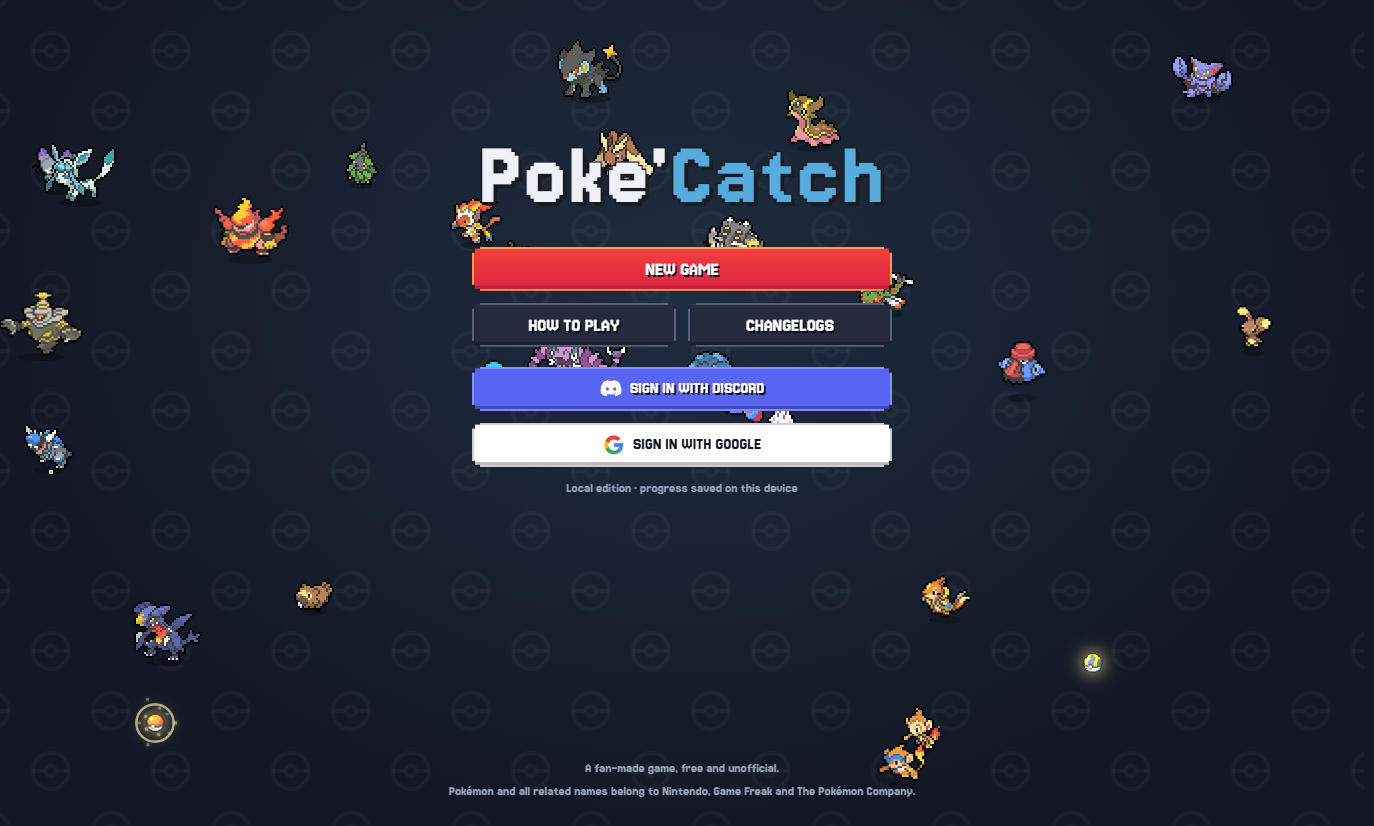 Poke'Catch
NEW GAME
HOW TO PLAY
CHANGELOGS
SIGN IN WITH DISCORD
SIGN IN WITH GOOGLE
Local edition · progress saved on this device
A fan-made game, free and unofficial.
Pokémon and all related names belong to Nintendo, Game Freak and The Pokémon Company.